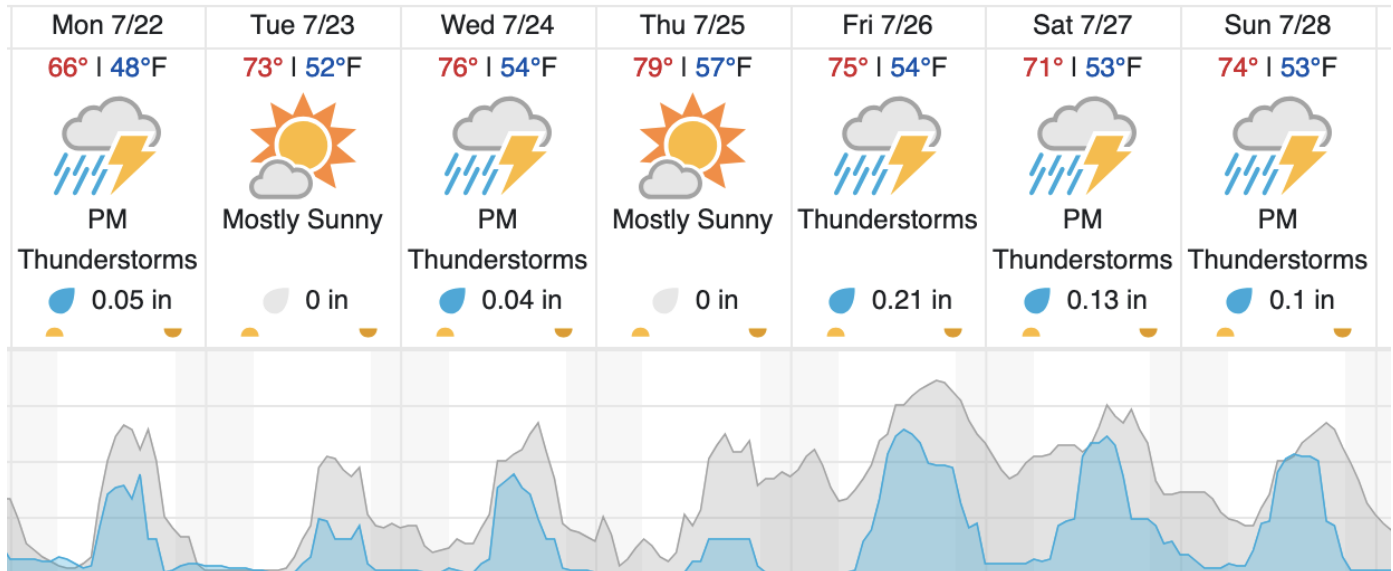 Mon 7/22 Tue 7/23 Wed 7/24 Thu 7/25 Fri 7/26 Sat 7/27 Sun 7/28
66° | 48°F 73° | 52°F 76° | 54°F 79° | 57°F 75° | 54°F 71° | 53°F 74° | 53°F
PM Mostly Sunny PM Mostly Sunny Thunderstorms PM PM
Thunderstorms Thunderstorms Thunderstorms Thunderstorms
0.05 in 0 in 0.04 in 0 in 0.21 in 0.13 in 0.1 in